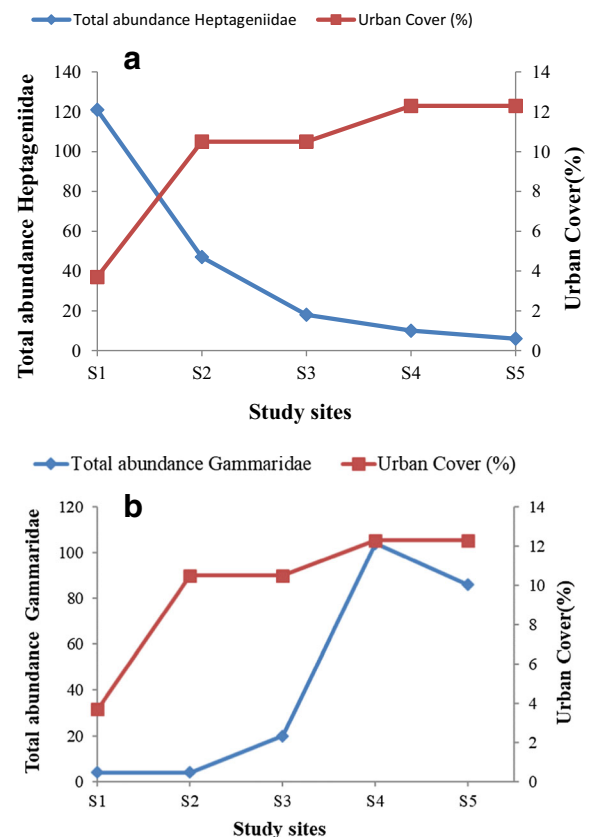 Total abundance Heptageniidae Urban Cover (%)
a
Total abundance Heptageniidae
140
120
100
80
60
40
20
0
14
12
10
8
6
4
2
0
Urban Cover(%)
S1 S2 S3 S4 S5
Study sites
Total abundance Gammaridae Urban Cover (%)
b
Total abundance Gammaridae
120
100
80
60
40
20
0
14
12
10
8
6
4
2
0
Urban Cover(%)
S1 S2 S3 S4 S5
Study sites